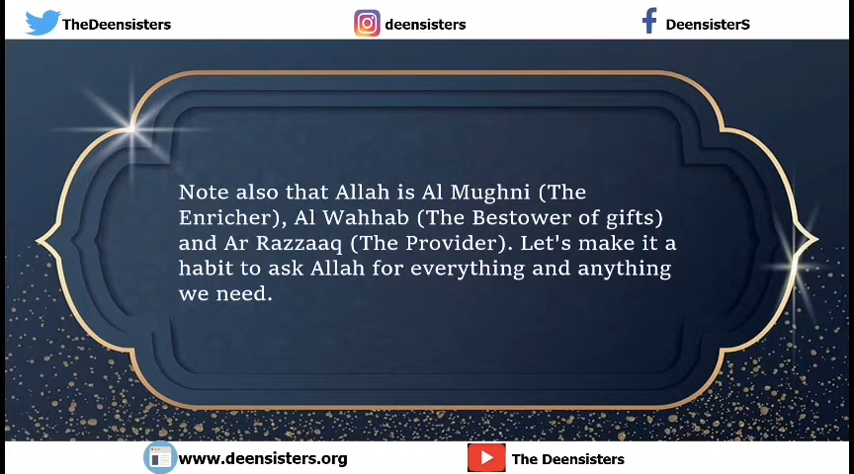 TheDeensisters
deensisters
DeensisterS
Note also that Allah is Al Mughni (The
Enricher), Al Wahhab (The Bestower of gifts)
and Ar Razzaaq (The Provider). Let's make it a
habit to ask Allah for everything and anything
we need.
www.deensisters.org
The Deensisters